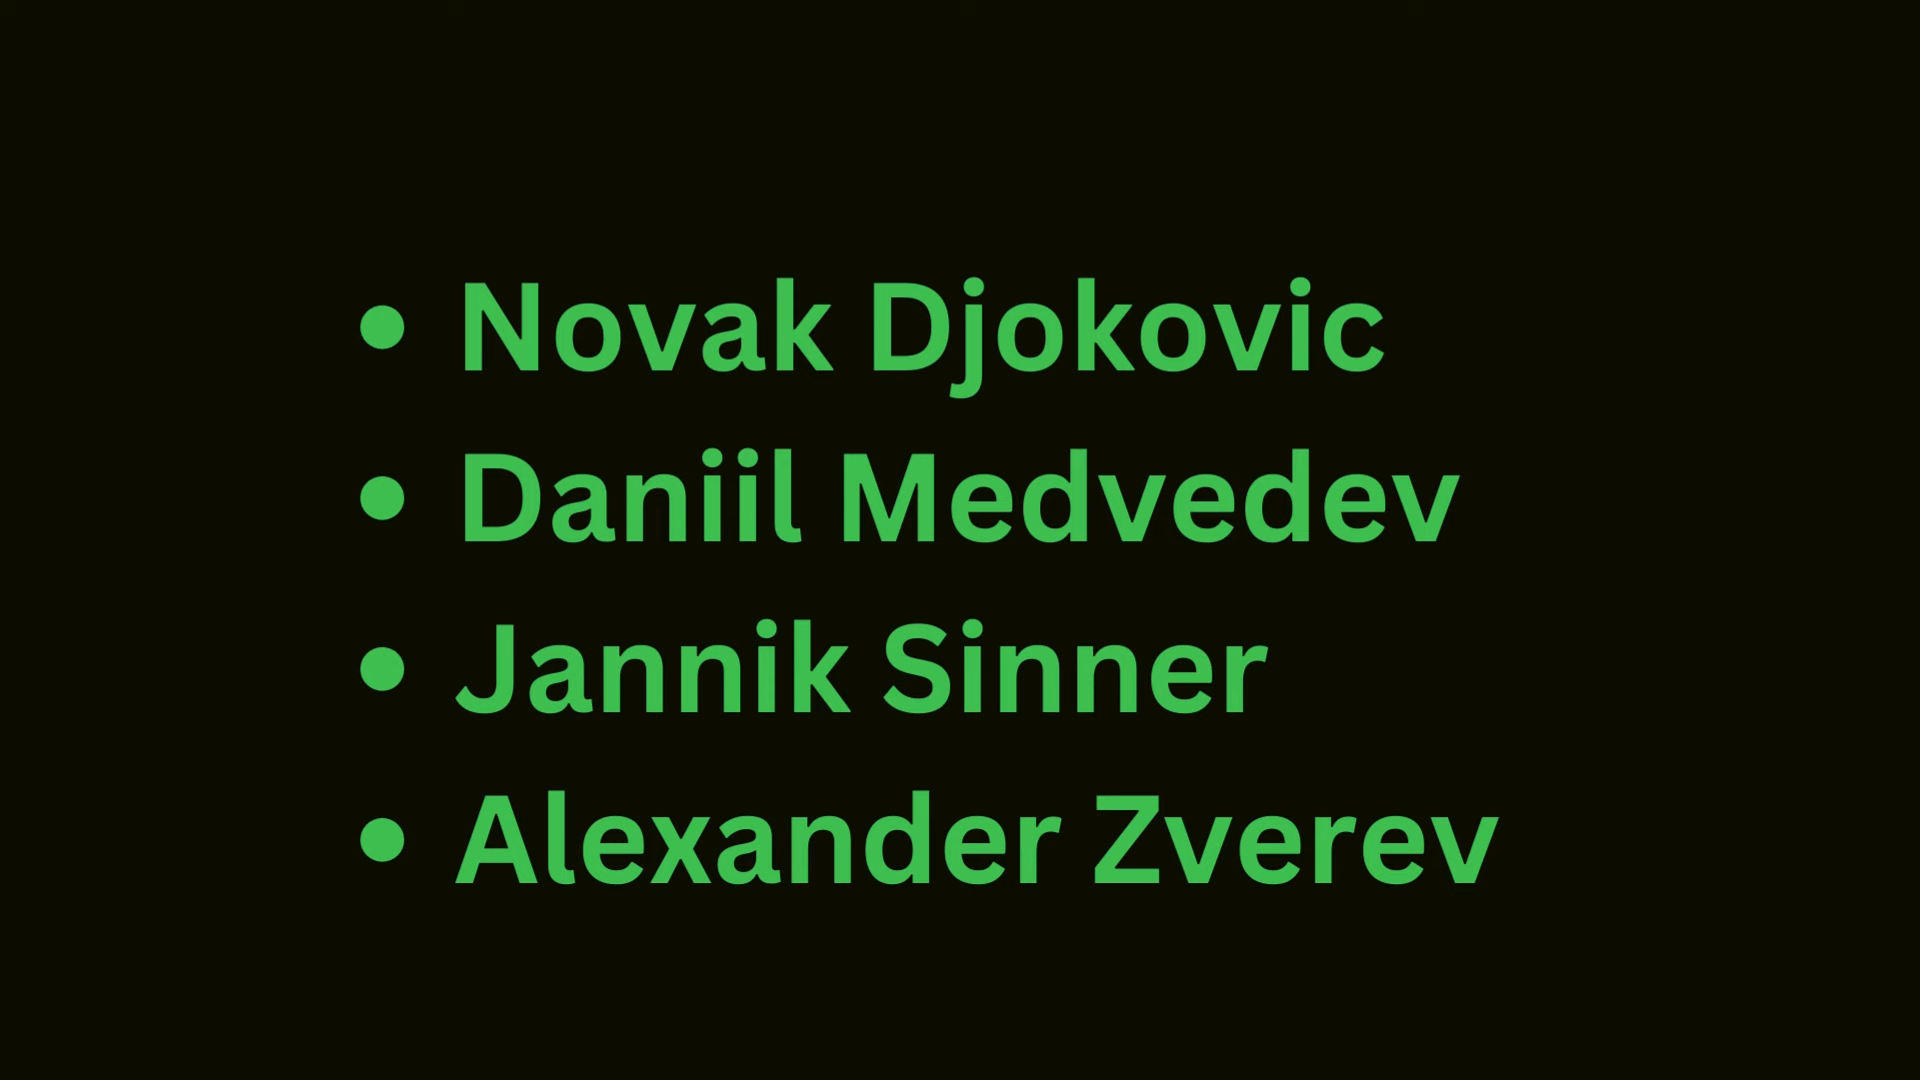 • Novak Djokovic
• Daniil Medvedev
• Jannik Sinner
• Alexander Zverev